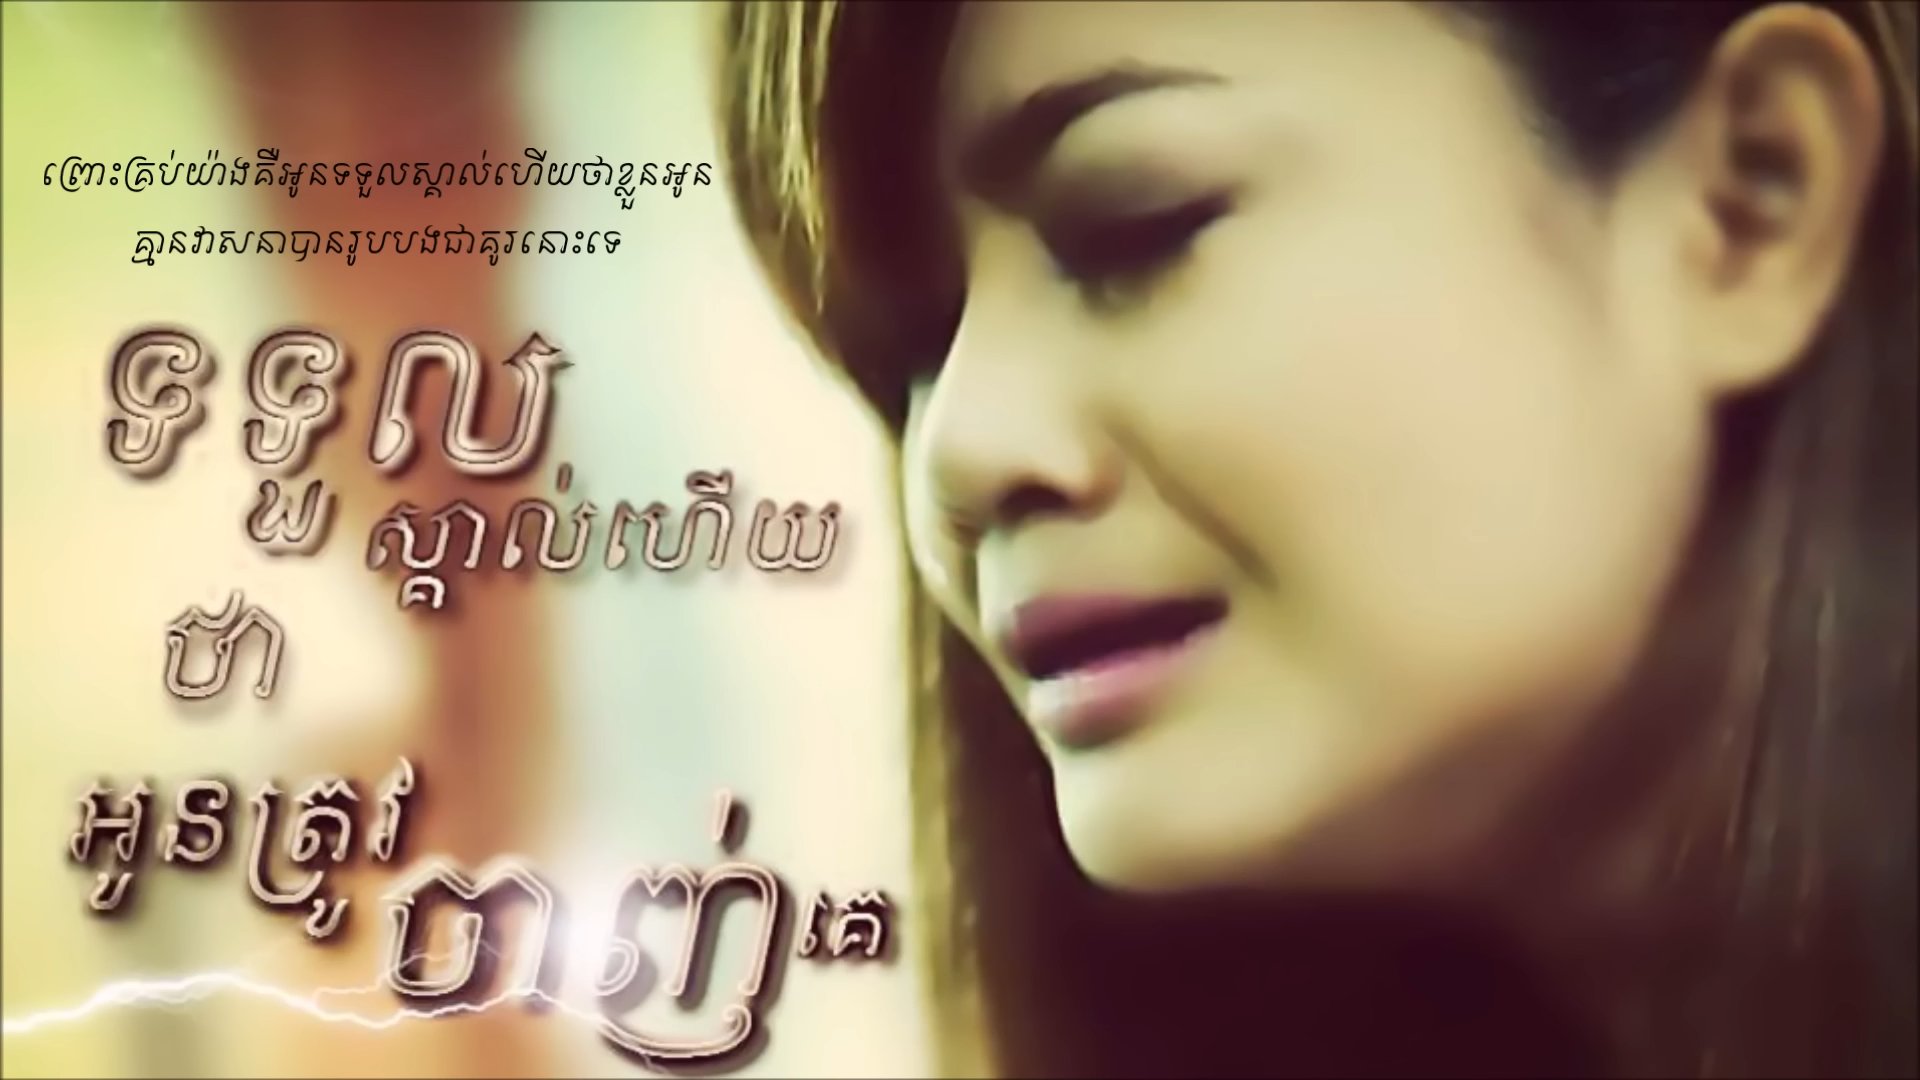 ព្រោះគ្រប់យ៉ាងគឺអូនទទួលស្គាល់ហើយថាខ្លួនអូន
គ្មានវាសនាបានរូបបងជាគូរនោះទេ
ទទួល
ស្គាល់ហើយ
ថា
អូនត្រូវ
ចាញ់គេ